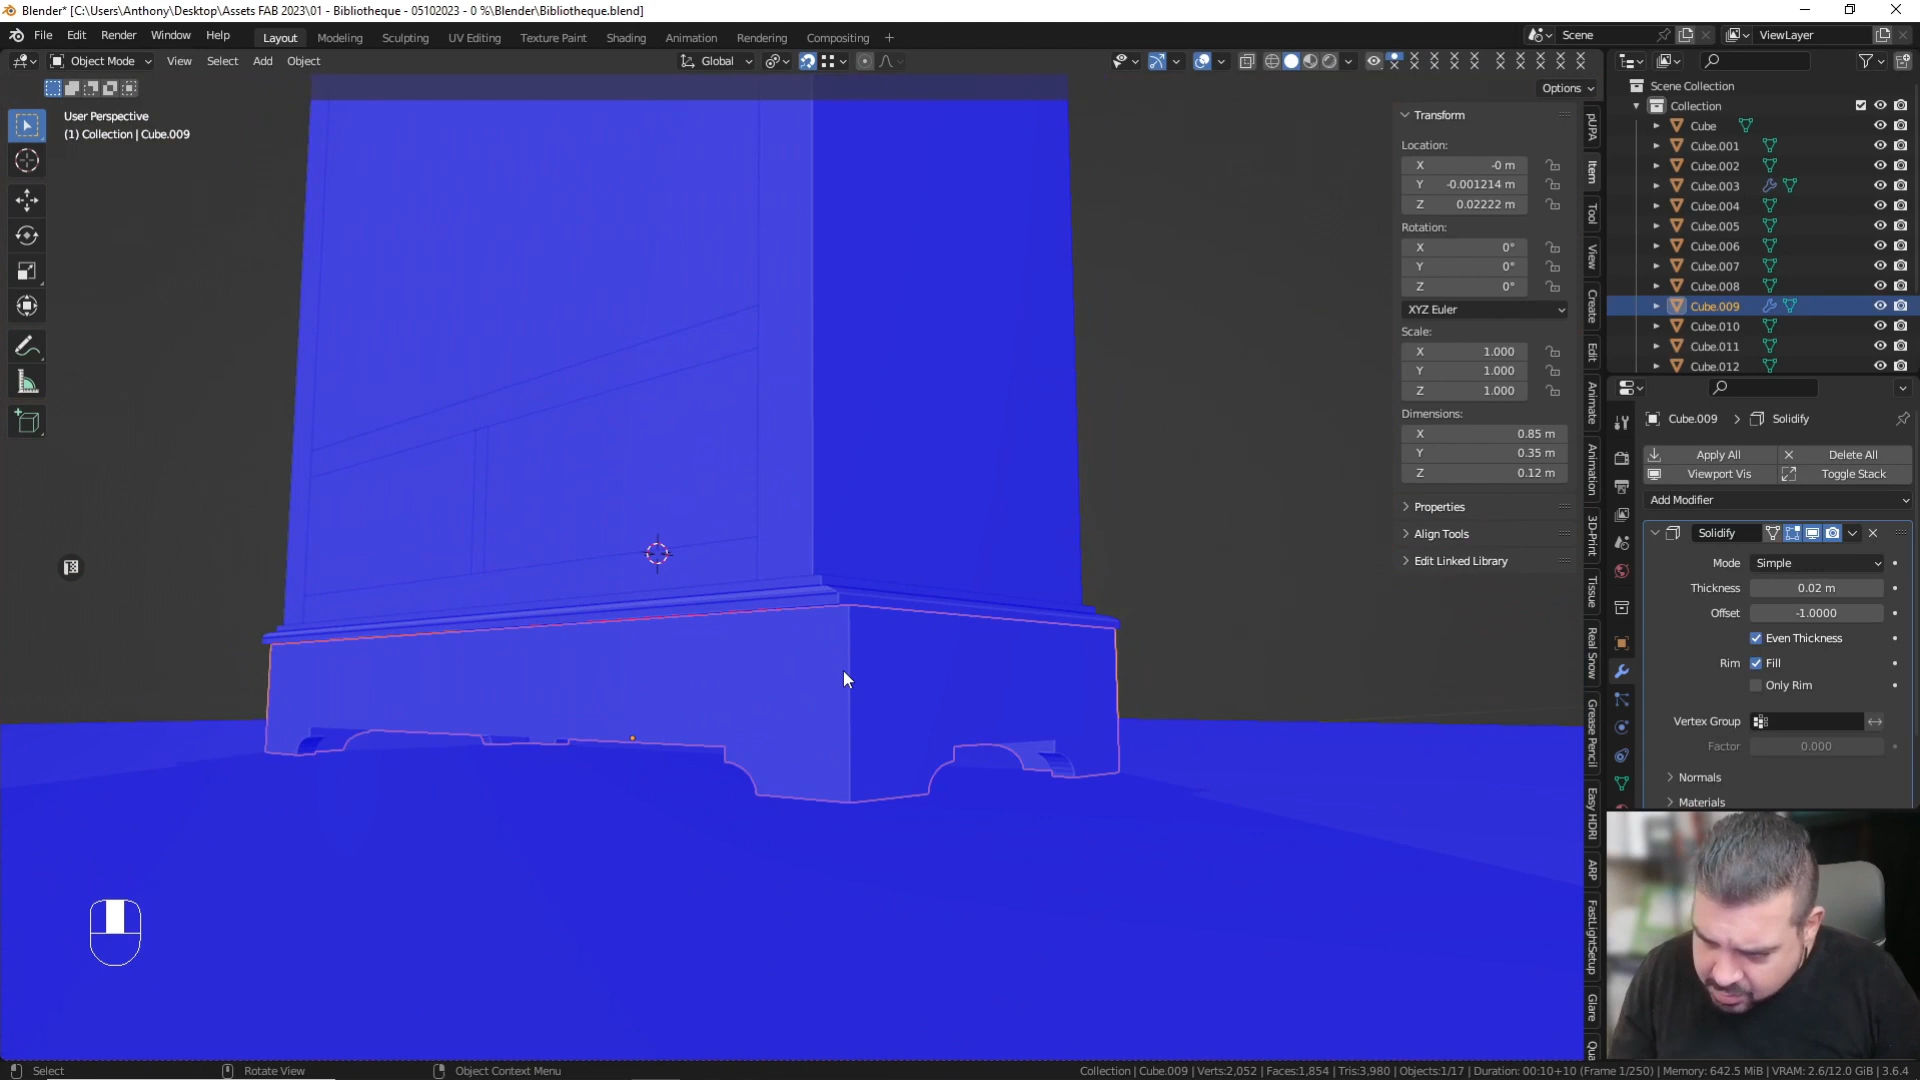 Blender* [C:\Users\Anthony\Desktop\Assets FAB 2023\01 - Bibliotheque - 05102023 - 0 %\Blender\Bibliotheque.blend]
File Edit Render Window Help Layout Modeling Sculpting UV Editing Texture Paint Shading Animation Rendering Compositing + Scene ViewLayer
Object Mode View Select Add Object Global
Options
User Perspective
(1) Collection | Cube.009
Transform
Location:
X -0 m
Y -0.001214 m
Z 0.02222 m
Rotation:
X 0°
Y 0°
Z 0°
XYZ Euler
Scale:
X 1.000
Y 1.000
Z 1.000
Dimensions:
X 0.85 m
Y 0.35 m
Z 0.12 m
Properties
Align Tools
Edit Linked Library
pUPA
Item
Tool
View
Create
Edit
Animate
Animation
3D-Print
Tissue
Real Snow
Grease Pencil
Easy HDRI
ARP
FastLightSetup
Glare
Qua
Scene Collection
Collection
Cube
Cube.001
Cube.002
Cube.003
Cube.004
Cube.005
Cube.006
Cube.007
Cube.008
Cube.009
Cube.010
Cube.011
Cube.012
Cube.009 > Solidify
Apply All Delete All
Viewport Vis Toggle Stack
Add Modifier
Solidify
Mode Simple
Thickness 0.02 m
Offset -1.0000
Even Thickness
Rim Fill
Only Rim
Vertex Group
Factor 0.000
Normals
Materials
Select Rotate View Object Context Menu Collection | Cube.009 | Verts:2,052 | Faces:1,854 | Tris:3,980 | Objects:1/17 | Duration: 00:10+10 (Frame 1/250) | Memory: 642.5 MiB | VRAM: 2.6/12.0 GiB | 3.6.4